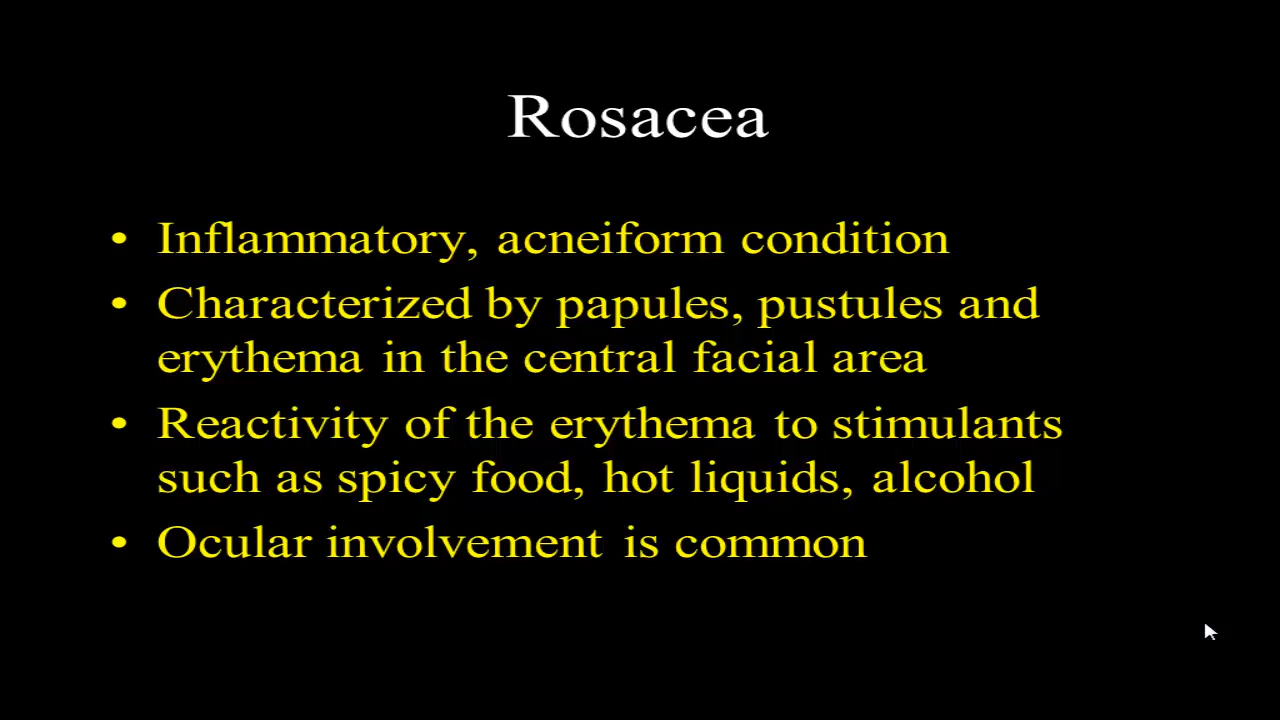 Rosacea
• Inflammatory, acneiform condition
• Characterized by papules, pustules and
erythema in the central facial area
• Reactivity of the erythema to stimulants
such as spicy food, hot liquids, alcohol
• Ocular involvement is common